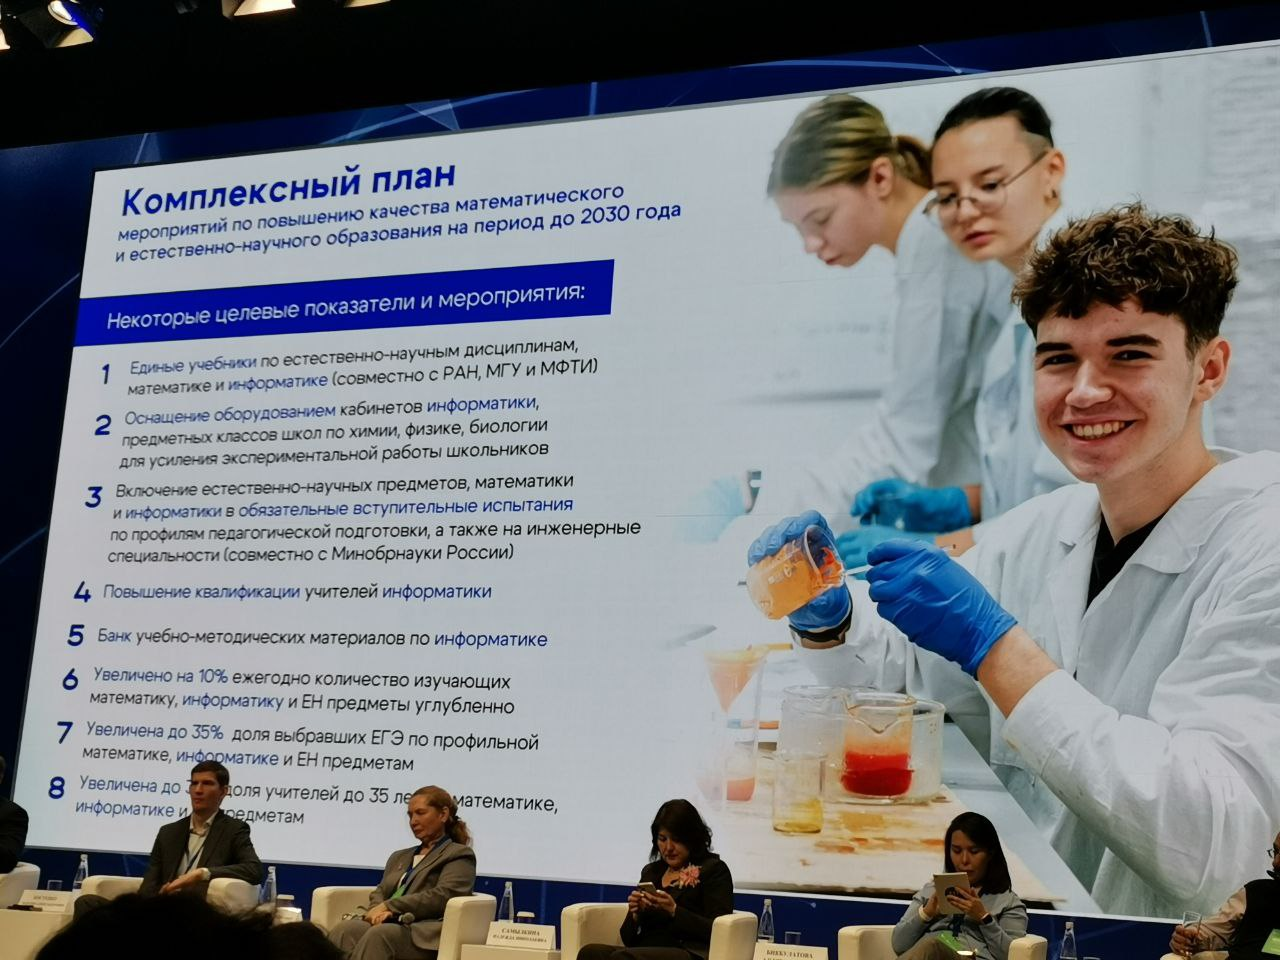 Комплексный план
мероприятий по повышению качества математического
и естественно-научного образования на период до 2030 года
Некоторые целевые показатели и мероприятия:
1 Единые учебники по естественно-научным дисциплинам,
математике и информатике (совместно с РАН, МГУ и МФТИ)
2 Оснащение оборудованием кабинетов информатики,
предметных классов школ по химии, физике, биологии
для усиления экспериментальной работы школьников
3 Включение естественно-научных предметов, математики
и информатики в обязательные вступительные испытания
по профилям педагогической подготовки, а также на инженерные
специальности (совместно с Минобрнауки России)
4 Повышение квалификации учителей информатики
5 Банк учебно-методических материалов по информатике
6 Увеличено на 10% ежегодно количество изучающих
математику, информатику и ЕН предметы углубленно
7 Увеличена до 35% доля выбравших ЕГЭ по профильной
математике, информатике и ЕН предметам
8 Увеличена до доля учителей до 35 математике,
информатике и
САМЫЛКИНА
НАДЕЖДА НИКОЛАЕВНА
БИККУЛАТОВА